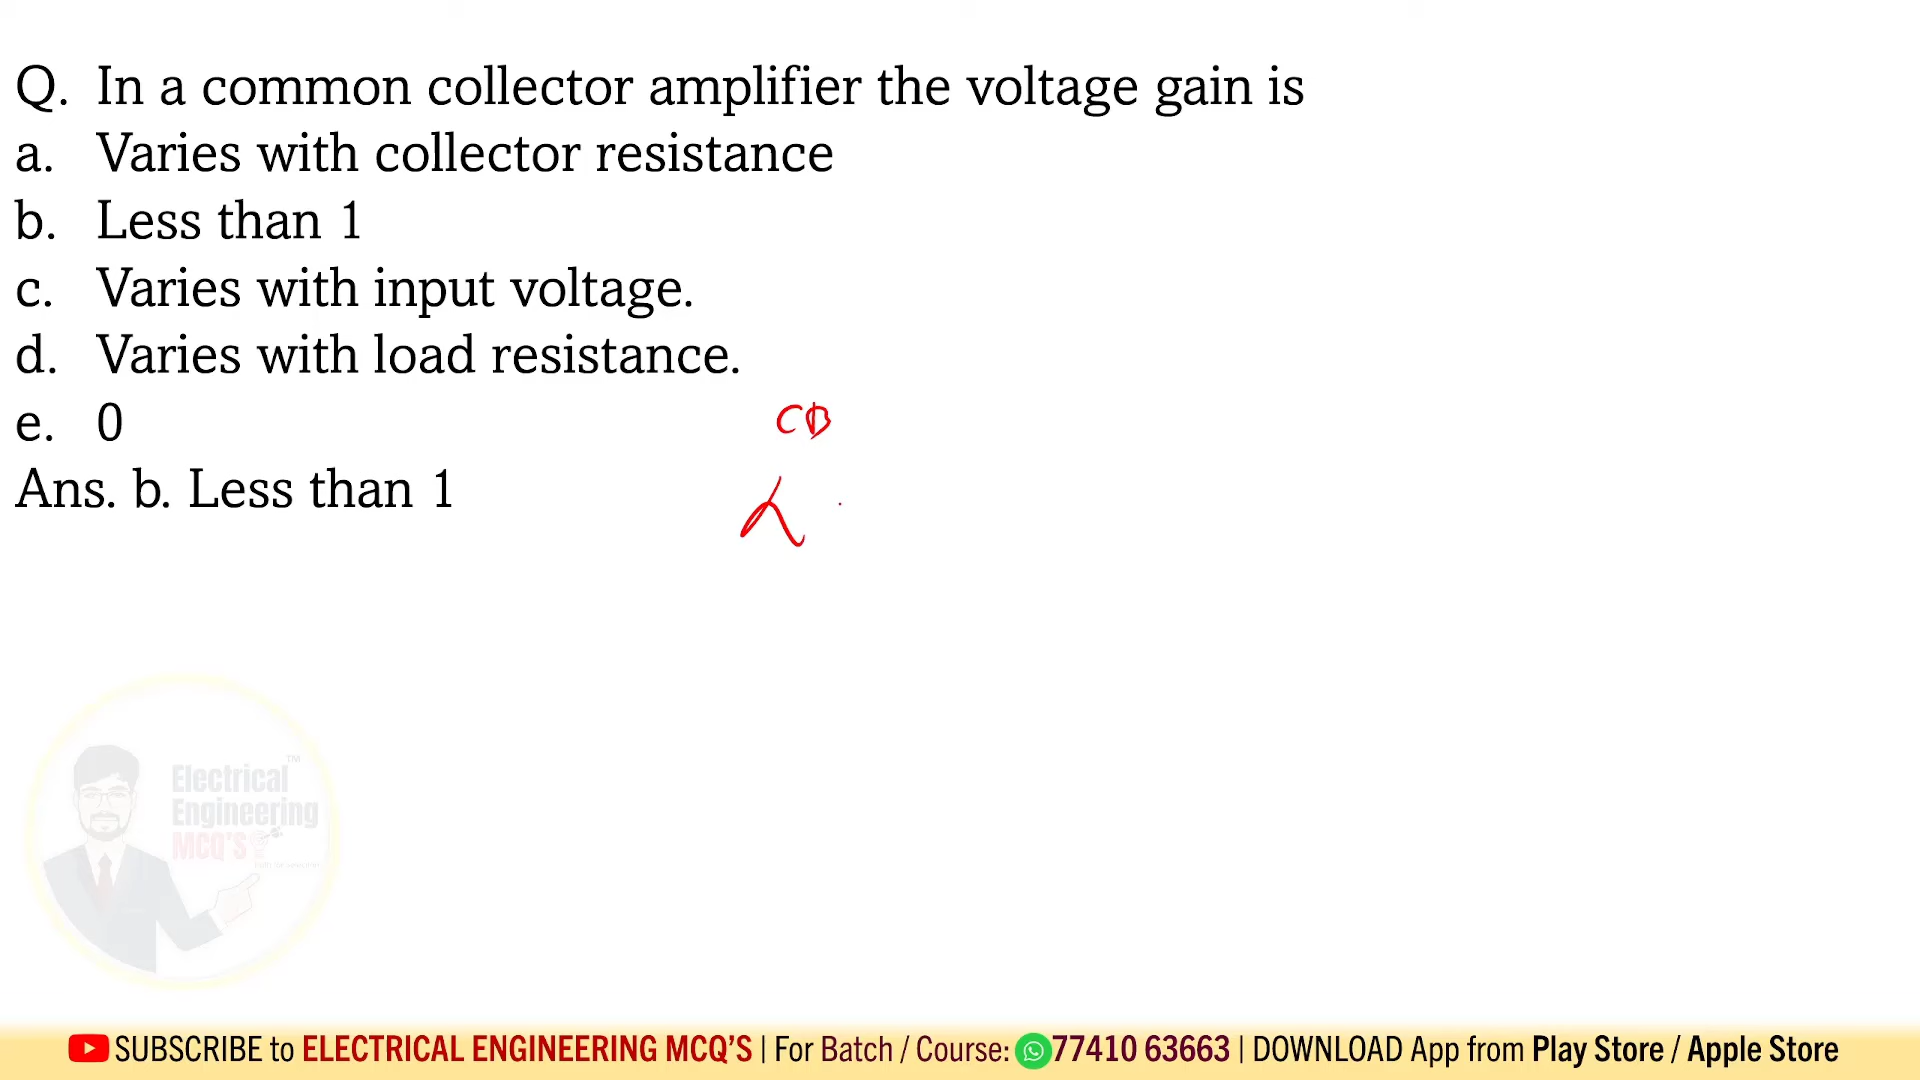 Q. In a common collector amplifier the voltage gain is
a. Varies with collector resistance
b. Less than 1
c. Varies with input voltage.
d. Varies with load resistance.
e. 0
CB
Ans. b. Less than 1
α
Electrical™
Engineering
MCQ'S
SUBSCRIBE to ELECTRICAL ENGINEERING MCQ'S | For Batch / Course: 77410 63663 | DOWNLOAD App from Play Store / Apple Store